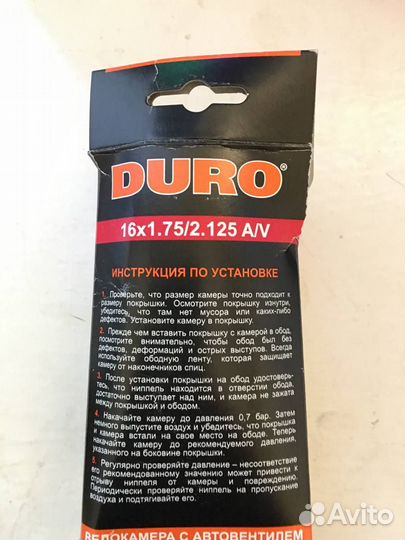 DURO®
16x1.75/2.125 A/V
ИНСТРУКЦИЯ ПО УСТАНОВКЕ
1. Проверьте, что размер камеры точно подходит к
размеру покрышки. Осмотрите покрышку изнутри,
убедитесь, что там нет мусора или каких-либо
дефектов. Установите камеру в покрышку.
2. Прежде чем вставить покрышку с камерой в обод,
посмотрите внимательно, чтобы обод был без
дефектов, деформаций и острых выступов. Всегда
используйте ободную ленту, которая защищает
камеру от наконечников спиц.
3. После установки покрышки на обод удостоверь-
тесь, что ниппель находится в отверстии обода,
достаточно выступает над ним, и камера не зажата
между покрышкой и ободом.
4. Накачайте камеру до давления 0,7 бар. Затем
немного выпустите воздух и убедитесь, что покрышка
и камера встали на свое место на ободе. Теперь
накачайте камеру до рекомендуемого давления,
указанного на боковине покрышки.
5. Регулярно проверяйте давление – несоответствие
его рекомендованному значению может привести к
отрыву ниппеля от камеры и повреждению.
Периодически проверяйте ниппель на пропускание
воздуха и подтягивайте его.
ВЕЛОКАМЕРА С АВТОВЕНТИЛЕМ
Avito